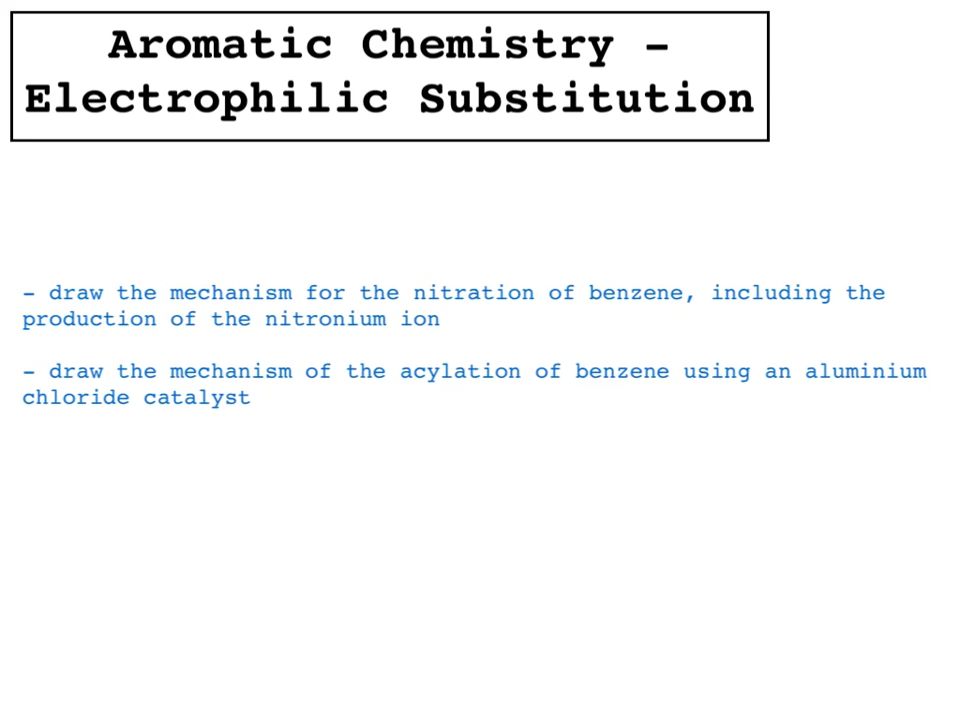 Aromatic Chemistry –
Electrophilic Substitution
– draw the mechanism for the nitration of benzene, including the
production of the nitronium ion
– draw the mechanism of the acylation of benzene using an aluminium
chloride catalyst